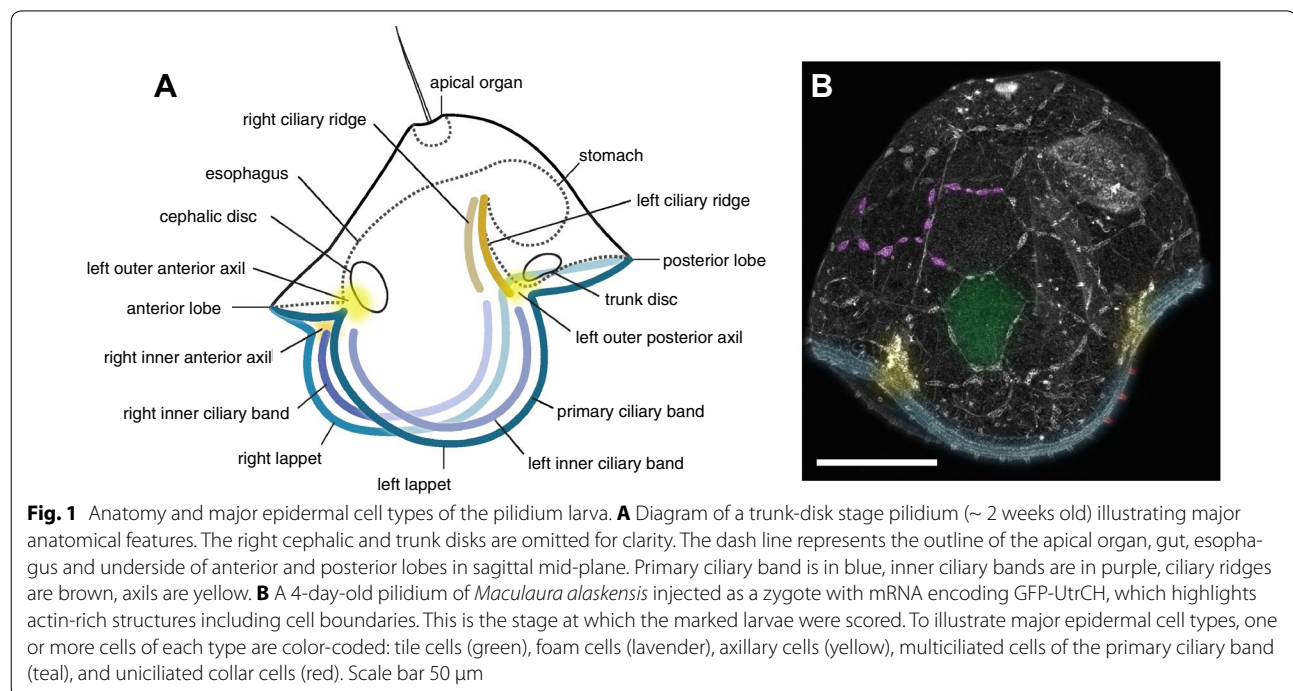 A
apical organ
right ciliary ridge
stomach
esophagus
left ciliary ridge
cephalic disc
left outer anterior axil
posterior lobe
anterior lobe
trunk disc
right inner anterior axil
left outer posterior axil
right inner ciliary band
primary ciliary band
right lappet
left inner ciliary band
left lappet
B
Fig. 1 Anatomy and major epidermal cell types of the pilidium larva. A Diagram of a trunk-disk stage pilidium (~ 2 weeks old) illustrating major
anatomical features. The right cephalic and trunk disks are omitted for clarity. The dash line represents the outline of the apical organ, gut, esopha-
gus and underside of anterior and posterior lobes in sagittal mid-plane. Primary ciliary band is in blue, inner ciliary bands are in purple, ciliary ridges
are brown, axils are yellow. B A 4-day-old pilidium of Maculaura alaskensis injected as a zygote with mRNA encoding GFP-UtrCH, which highlights
actin-rich structures including cell boundaries. This is the stage at which the marked larvae were scored. To illustrate major epidermal cell types, one
or more cells of each type are color-coded: tile cells (green), foam cells (lavender), axillary cells (yellow), multiciliated cells of the primary ciliary band
(teal), and uniciliated collar cells (red). Scale bar 50 μm